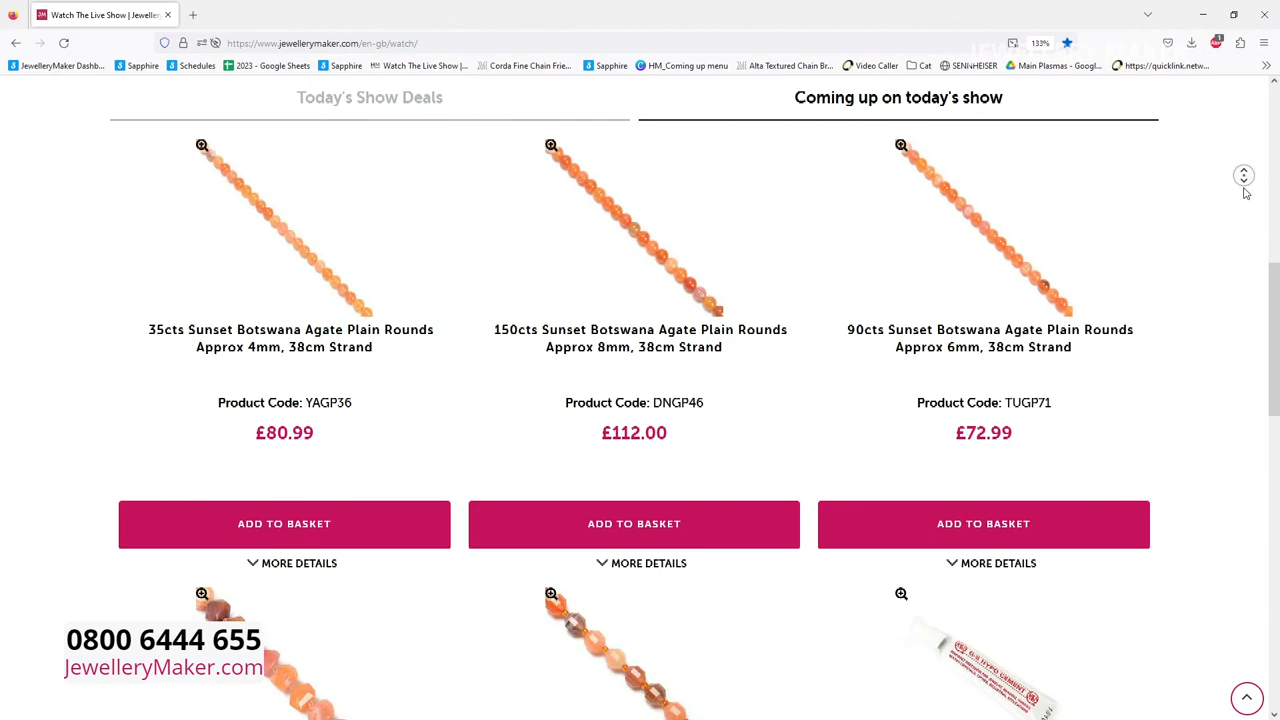 Watch The Live Show | Jeweller
https://www.jewellerymaker.com/en-gb/watch/
133%
1
JewelleryMaker Dashb...
Sapphire
Schedules
2023 - Google Sheets
Sapphire
Watch The Live Show |...
Corda Fine Chain Frie...
Sapphire
HM_Coming up menu
Alta Textured Chain Br...
Video Caller
Cat
SENNHEISER
Main Plasmas - Googl...
https://quicklink.netw...
Today's Show Deals
Coming up on today's show
35cts Sunset Botswana Agate Plain Rounds
Approx 4mm, 38cm Strand
150cts Sunset Botswana Agate Plain Rounds
Approx 8mm, 38cm Strand
90cts Sunset Botswana Agate Plain Rounds
Approx 6mm, 38cm Strand
Product Code: YAGP36
Product Code: DNGP46
Product Code: TUGP71
£80.99
£112.00
£72.99
ADD TO BASKET
ADD TO BASKET
ADD TO BASKET
MORE DETAILS
MORE DETAILS
MORE DETAILS
0800 6444 655
JewelleryMaker.com
G-S HYPO CEMENT